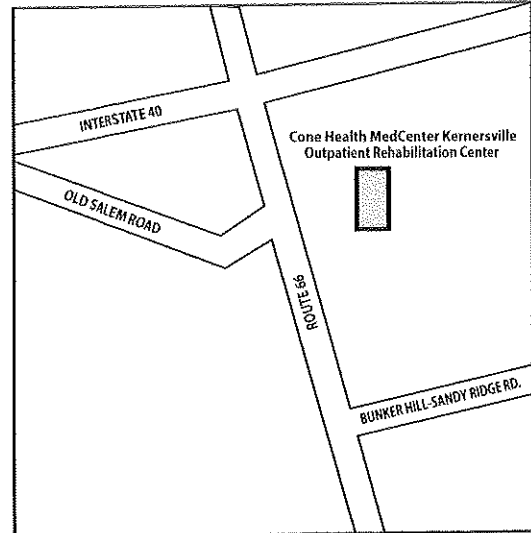 INTERSTATE 40
Cone Health MedCenter Kernersville
Outpatient Rehabilitation Center
OLD SALEM ROAD
ROUTE 66
BUNKER HILL-SANDY RIDGE RD.